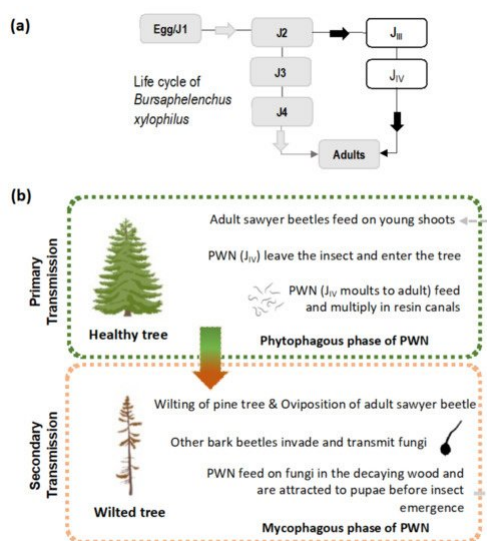 (a)
Egg/J1
J2
J_III
J3
J_IV
J4
Adults
Life cycle of
Bursaphelenchus
xylophilus
(b)
Primary
Transmission
Adult sawyer beetles feed on young shoots
PWN (J_IV) leave the insect and enter the tree
PWN (J_IV moults to adult) feed
and multiply in resin canals
Healthy tree
Phytophagous phase of PWN
Secondary
Transmission
Wilting of pine tree & Oviposition of adult sawyer beetle
Other bark beetles invade and transmit fungi
PWN feed on fungi in the decaying wood and
are attracted to pupae before insect
emergence
Wilted tree
Mycophagous phase of PWN